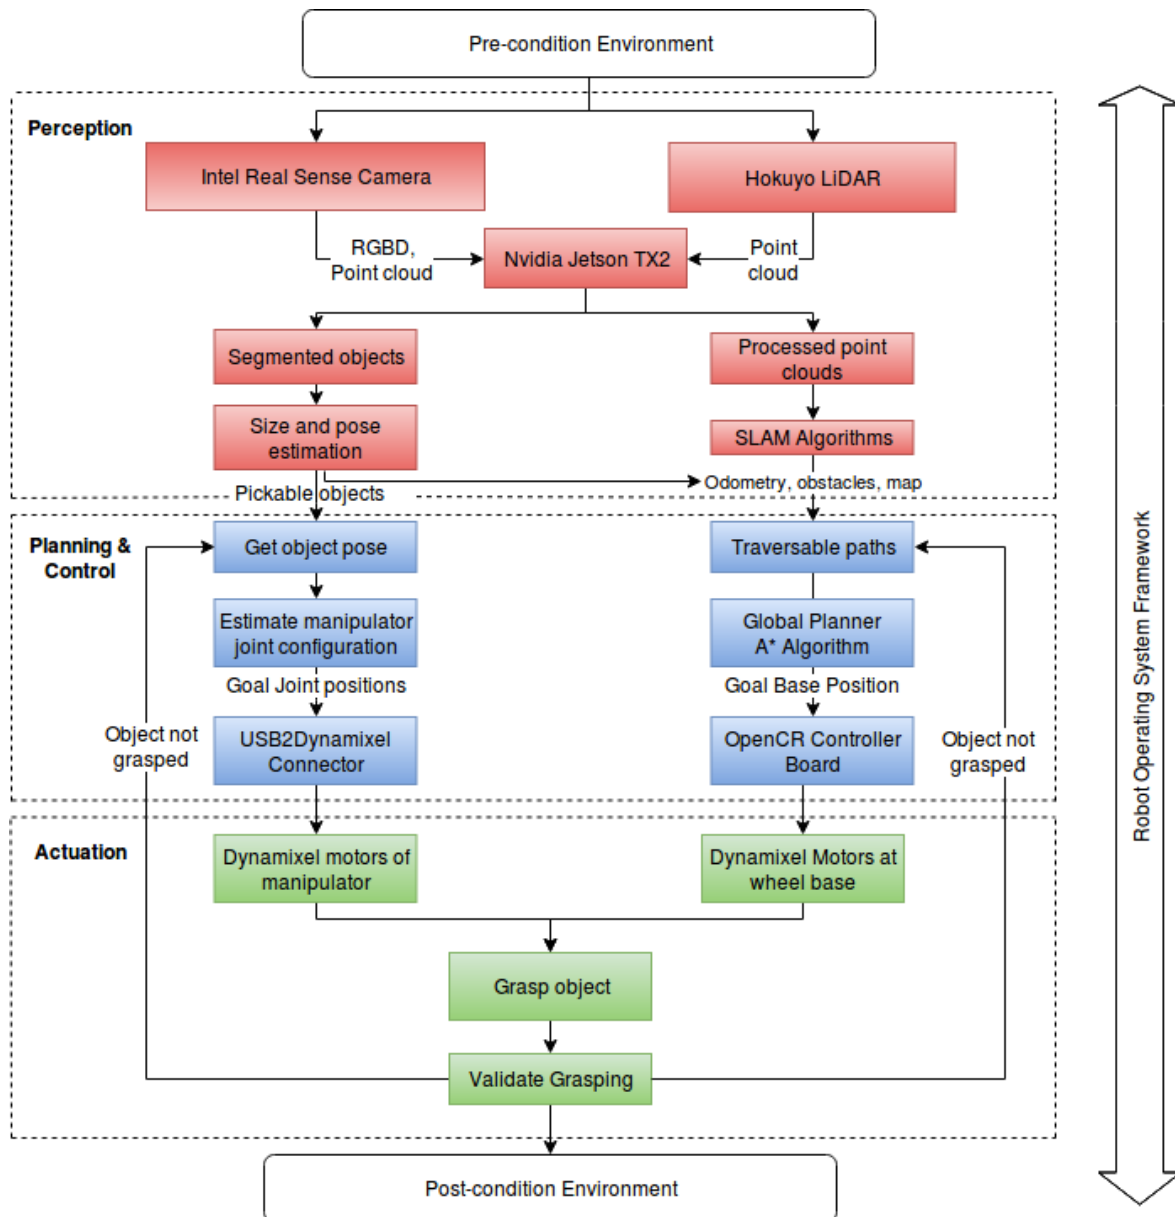 Pre-condition Environment
Perception
Intel Real Sense Camera
Hokuyo LiDAR
RGBD,
Point cloud
Nvidia Jetson TX2
Point
cloud
Segmented objects
Processed point
clouds
Size and pose
estimation
SLAM Algorithms
Pickable objects
Odometry, obstacles, map
Planning &
Control
Get object pose
Traversable paths
Estimate manipulator
joint configuration
Global Planner
A* Algorithm
Goal Joint positions
Goal Base Position
Object not
grasped
USB2Dynamixel
Connector
OpenCR Controller
Board
Object not
grasped
Actuation
Dynamixel motors of
manipulator
Dynamixel Motors at
wheel base
Grasp object
Validate Grasping
Post-condition Environment
Robot Operating System Framework